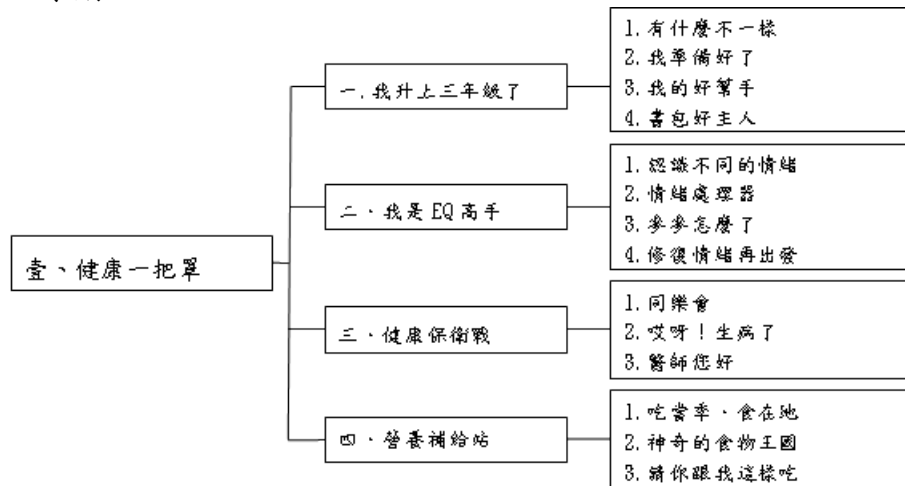 壹、健康一把罩
一.我升上三年級了
1.有什麼不一樣
2.我準備好了
3.我的好幫手
4.書包好主人
二、我是EQ高手
1.認識不同的情緒
2.情緒處理器
3.爹爹怎麼了
4.修復情緒再出發
三、健康保衛戰
1.同樂會
2.哎呀！生病了
3.醫師您好
四、營養補給站
1.吃當季、食在地
2.神奇的食物王國
3.請你跟我這樣吃